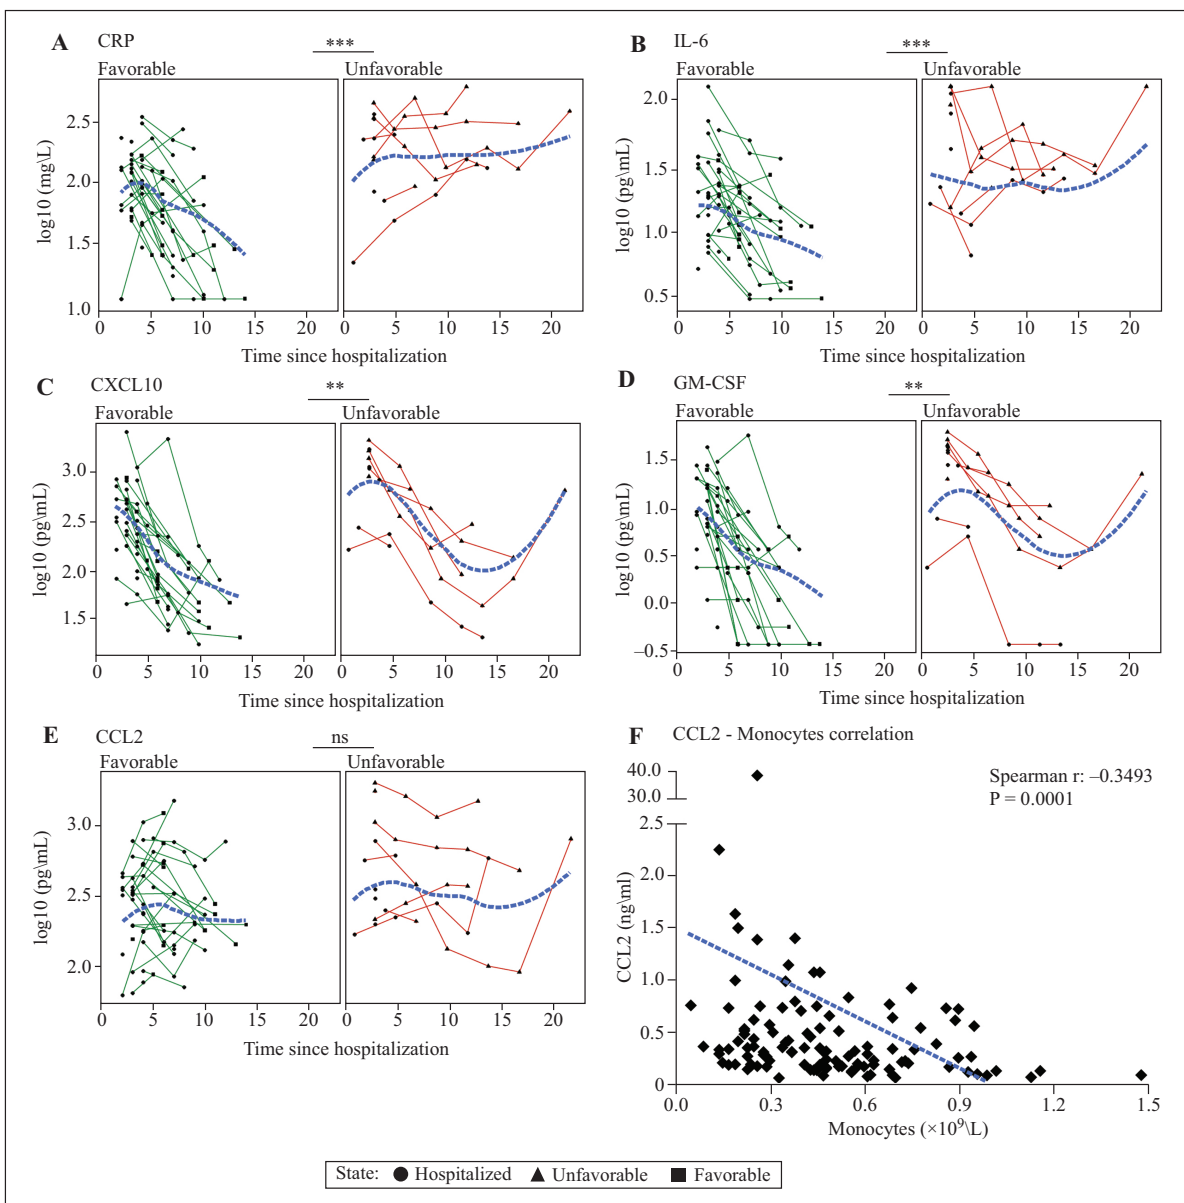 A CRP ***
Favorable Unfavorable
log10 (mg\L)
2.5
2.0
1.5
1.0
0 5 10 15 20 0 5 10 15 20
Time since hospitalization
B IL-6 ***
Favorable Unfavorable
log10 (pg\mL)
2.0
1.5
1.0
0.5
0 5 10 15 20 0 5 10 15 20
Time since hospitalization
C CXCL10 **
Favorable Unfavorable
log10 (pg\mL)
3.0
2.5
2.0
1.5
0 5 10 15 20 0 5 10 15 20
Time since hospitalization
D GM-CSF **
Favorable Unfavorable
log10 (pg\mL)
1.5
1.0
0.5
0.0
–0.5
0 5 10 15 20 0 5 10 15 20
Time since hospitalization
E CCL2 ns
Favorable Unfavorable
log10 (pg\mL)
3.0
2.5
2.0
0 5 10 15 20 0 5 10 15 20
Time since hospitalization
F CCL2 - Monocytes correlation
Spearman r: –0.3493
P = 0.0001
CCL2 (ng\ml)
40.0
30.0
2.5
2.0
1.5
1.0
0.5
0
0.0 0.3 0.6 0.9 1.2 1.5
Monocytes (×10⁹\L)
State: Hospitalized Unfavorable Favorable